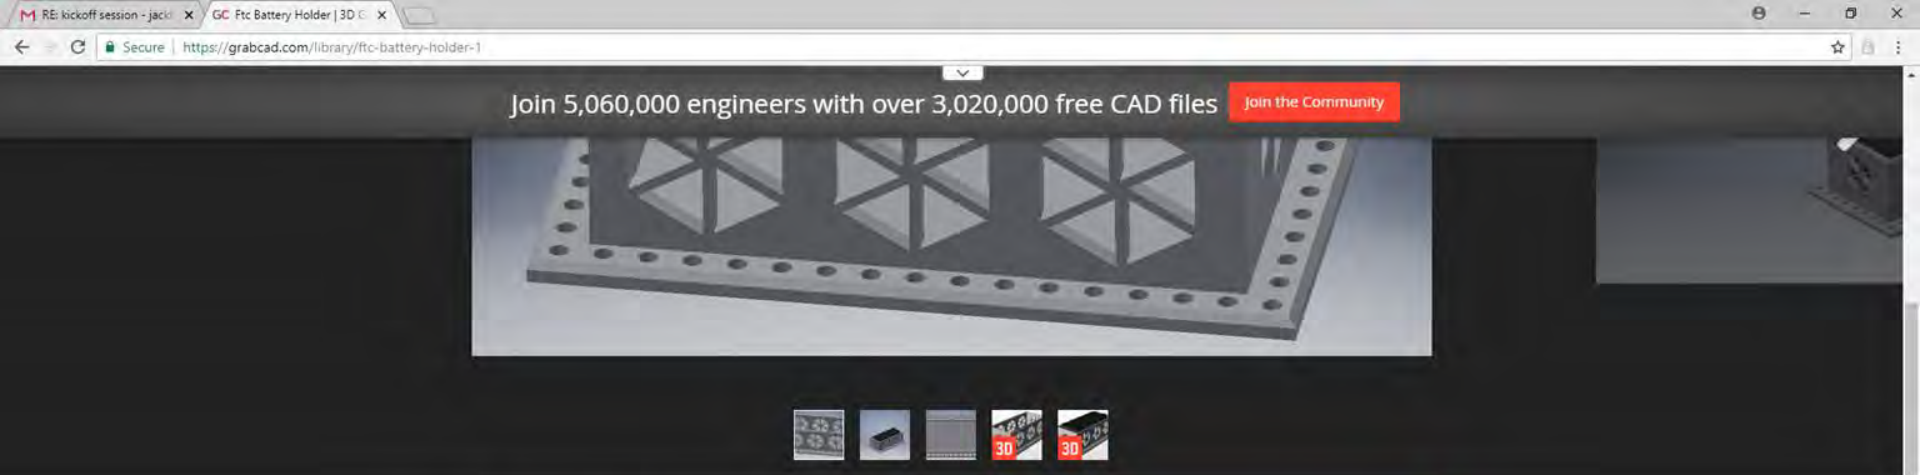 RE: kickoff session - jack
GC Ftc Battery Holder | 3D
Secure https://grabcad.com/library/ftc-battery-holder-1
Join 5,060,000 engineers with over 3,020,000 free CAD files Join the Community
3D 3D